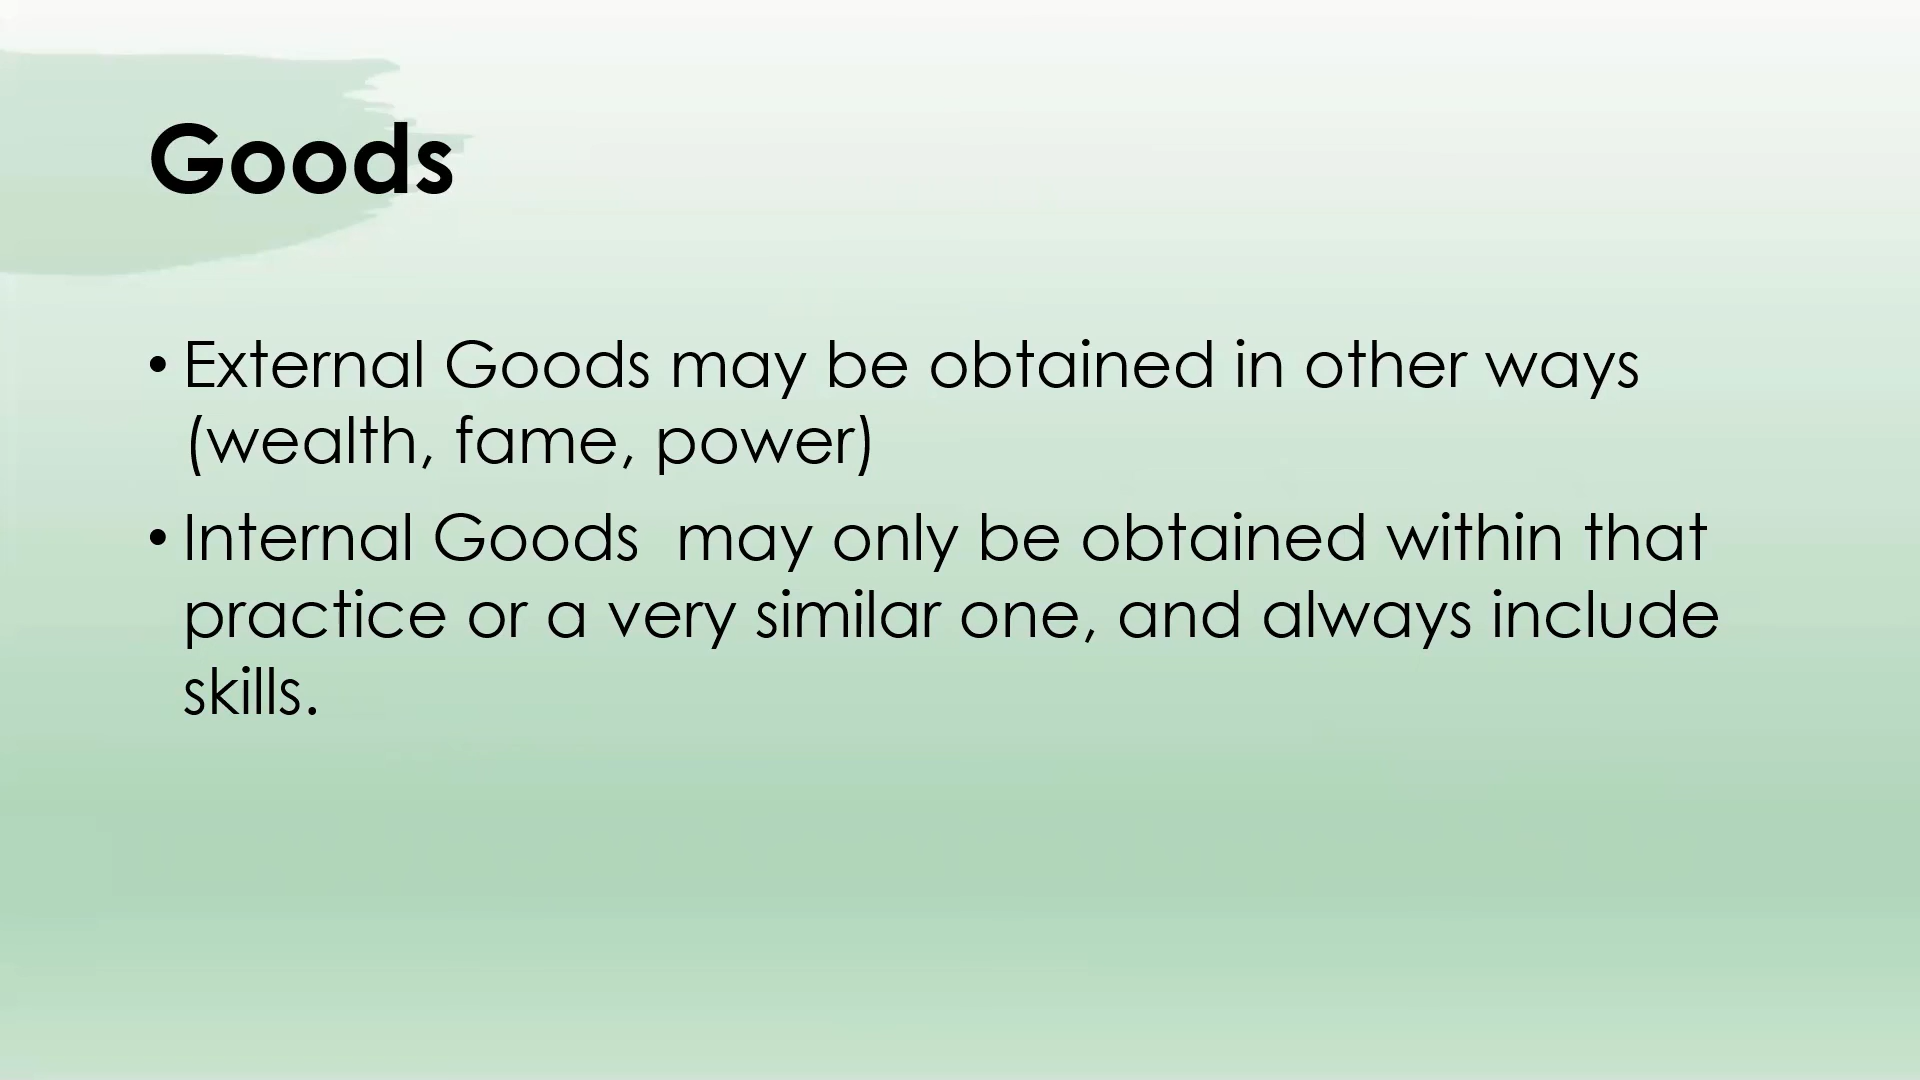 Goods
• External Goods may be obtained in other ways
(wealth, fame, power)
• Internal Goods  may only be obtained within that
practice or a very similar one, and always include
skills.